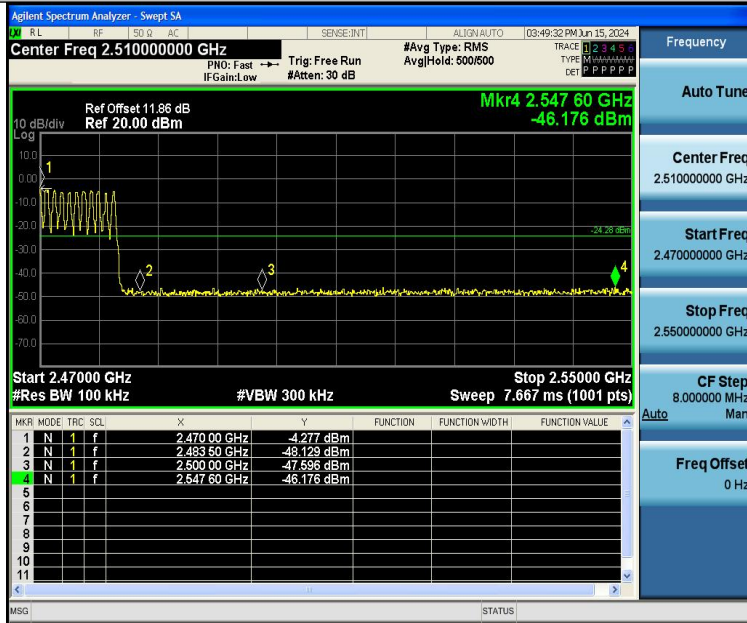 Agilent Spectrum Analyzer - Swept SA
LXI RL RF 50 Ω AC SENSE:INT ALIGN AUTO 03:49:32 PM Jun 15, 2024
Center Freq 2.510000000 GHz
PNO: Fast
IFGain:Low
Trig: Free Run
#Atten: 30 dB
#Avg Type: RMS
Avg|Hold: 500/500
TRACE 1 2 3 4 5 6
TYPE M
DET P P P P P P
Ref Offset 11.86 dB
10 dB/div Ref 20.00 dBm
Log
Mkr4 2.547 60 GHz
-46.176 dBm
10.0
0.00
-10.0
-20.0
-30.0
-40.0
-50.0
-60.0
-70.0
1
2
3
4
-24.28 dBm
Start 2.47000 GHz Stop 2.55000 GHz
#Res BW 100 kHz #VBW 300 kHz Sweep 7.667 ms (1001 pts)
MKR MODE TRC SCL X Y FUNCTION FUNCTION WIDTH FUNCTION VALUE
1 N 1 f 2.470 00 GHz -4.277 dBm
2 N 1 f 2.483 50 GHz -48.129 dBm
3 N 1 f 2.500 00 GHz -47.596 dBm
4 N 1 f 2.547 60 GHz -46.176 dBm
5
6
7
8
9
10
11
MSG STATUS
Frequency
Auto Tune
Center Freq
2.510000000 GHz
Start Freq
2.470000000 GHz
Stop Freq
2.550000000 GHz
CF Step
8.000000 MHz
Auto Man
Freq Offset
0 Hz